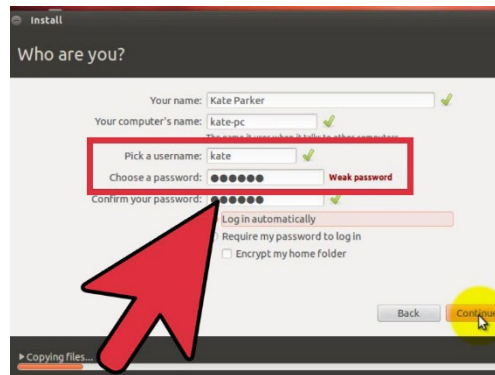 Install
Who are you?
Your name: Kate Parker
Your computer's name: kate-pc
The name it uses when it talks to other computers.
Pick a username: kate
Choose a password: ●●●●●● Weak password
Confirm your password: ●●●●●●
Log in automatically
Require my password to log in
Encrypt my home folder
Back Continue
Copying files...